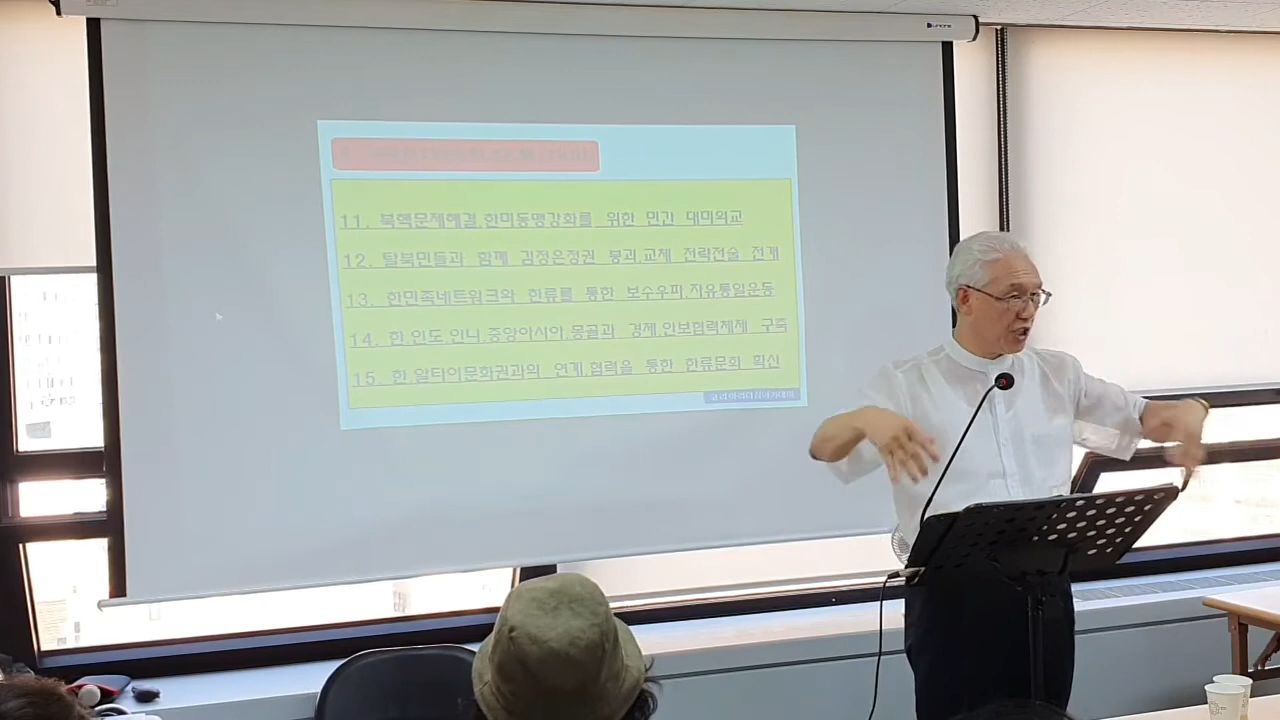 11. 북핵문제해결,한미동맹강화를 위한 민간 대미외교
12. 탈북민들과 함께 김정은정권 붕괴,교체 전략전술 전개
13. 한민족네트워크와 한류를 통한 보수우파,자유통일운동
14. 한,인도,인니,중앙아시아,몽골과 경제,안보협력체제 구축
15. 한,알타이문화권과의 연계,협력을 통한 한류문화 확산